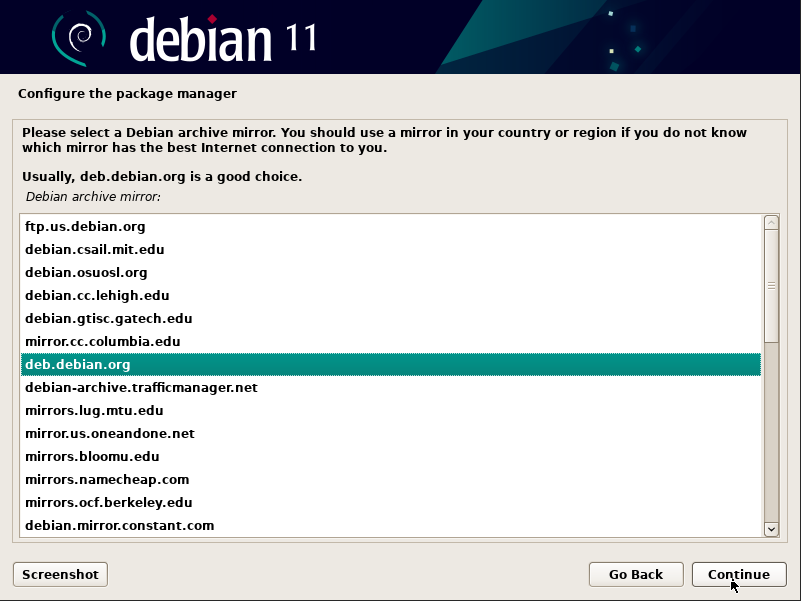 debian 11
Configure the package manager
Please select a Debian archive mirror. You should use a mirror in your country or region if you do not know
which mirror has the best Internet connection to you.
Usually, deb.debian.org is a good choice.
Debian archive mirror:
ftp.us.debian.org
debian.csail.mit.edu
debian.osuosl.org
debian.cc.lehigh.edu
debian.gtisc.gatech.edu
mirror.cc.columbia.edu
deb.debian.org
debian-archive.trafficmanager.net
mirrors.lug.mtu.edu
mirror.us.oneandone.net
mirrors.bloomu.edu
mirrors.namecheap.com
mirrors.ocf.berkeley.edu
debian.mirror.constant.com
Screenshot Go Back Continue